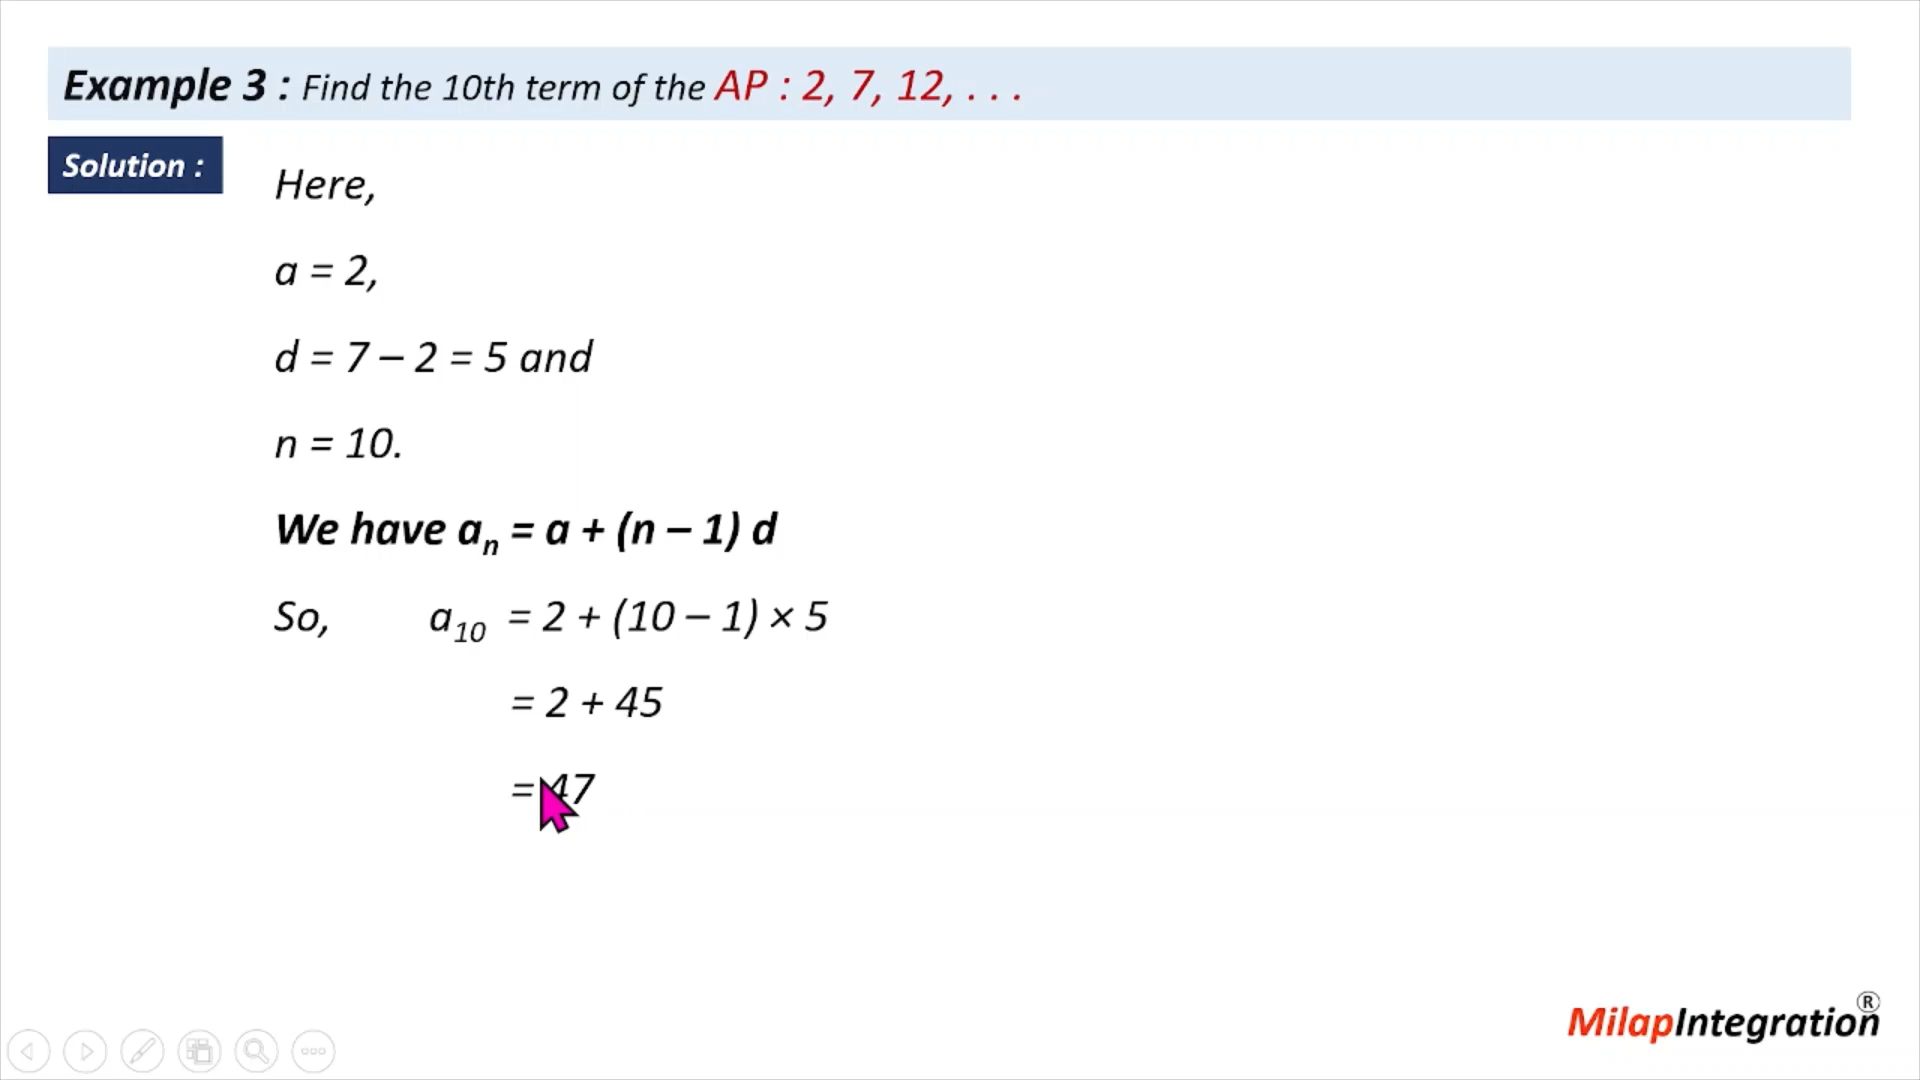 Example 3 : Find the 10th term of the AP : 2, 7, 12, . . .
Solution :
Here,
a = 2,
d = 7 – 2 = 5 and
n = 10.
We have aₙ = a + (n – 1) d
So, a₁₀ = 2 + (10 – 1) × 5
= 2 + 45
= 47
MilapIntegration®